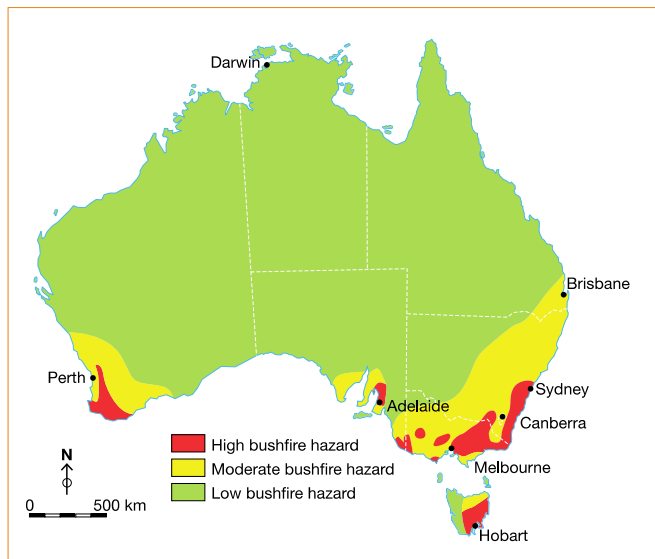 Darwin
Brisbane
Perth
Sydney
Adelaide
Canberra
High bushfire hazard
Moderate bushfire hazard
Low bushfire hazard
Melbourne
N
0 500 km
Hobart